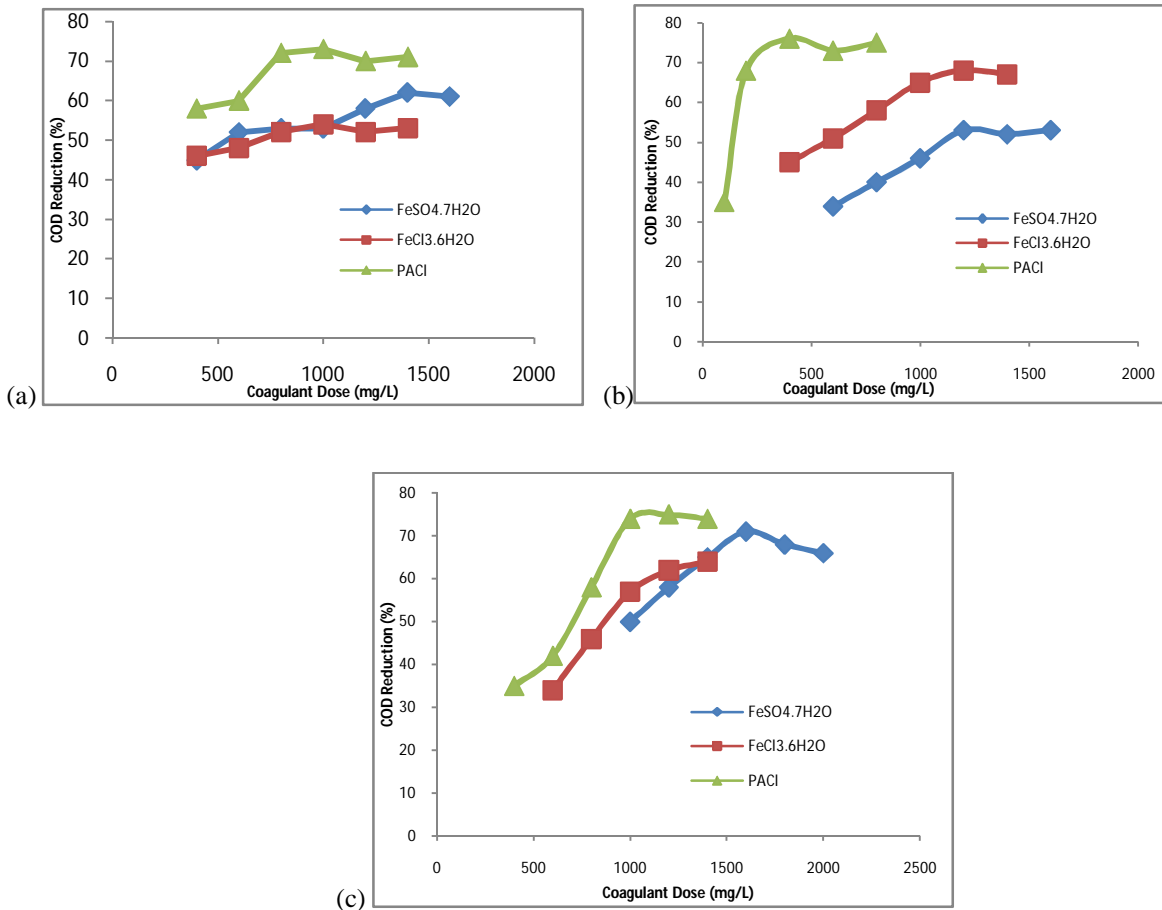 80
70
60
50
40
30
20
10
0
COD Reduction (%)
FeSO4.7H2O
FeCl3.6H2O
PACl
0 500 1000 1500 2000
Coagulant Dose (mg/L)
(a)
80
70
60
50
40
30
20
10
0
COD Reduction (%)
FeSO4.7H2O
FeCl3.6H2O
PACl
0 500 1000 1500 2000
Coagulant Dose (mg/L)
(b)
80
70
60
50
40
30
20
10
0
COD Reduction (%)
FeSO4.7H2O
FeCl3.6H2O
PACl
0 500 1000 1500 2000 2500
Coagulant Dose (mg/L)
(c)